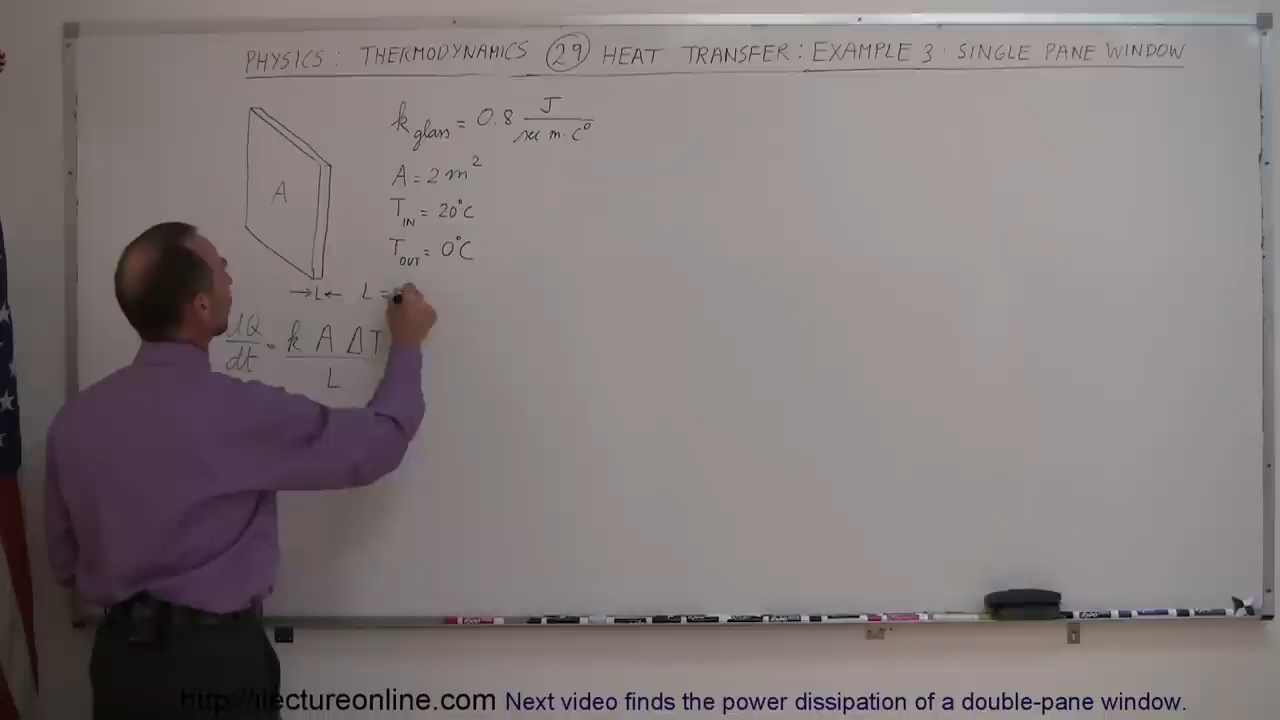 PHYSICS: THERMODYNAMICS 29 HEAT TRANSFER: EXAMPLE 3: SINGLE PANE WINDOW
k glass = 0.8 J / sec m·C°
A
A = 2 m²
T IN = 20°C
T OUT = 0°C
→L← L =
dQ/dt = k A ΔT / L
http://ilectureonline.com Next video finds the power dissipation of a double-pane window.